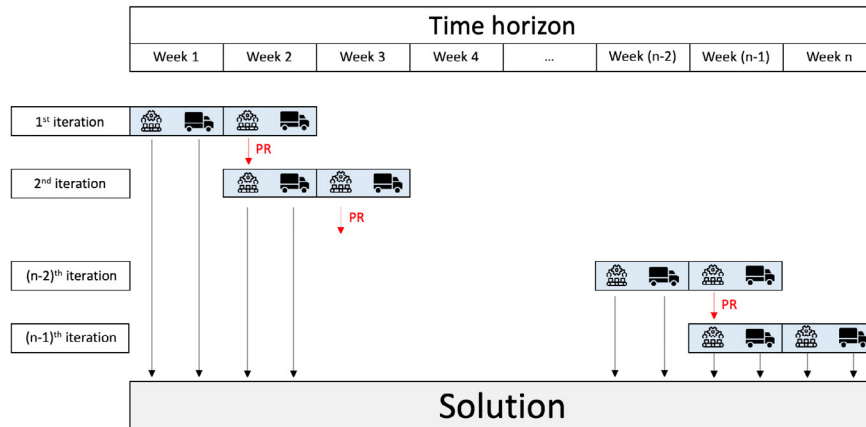 Time horizon
Week 1 Week 2 Week 3 Week 4 ... Week (n-2) Week (n-1) Week n
1st iteration
PR
2nd iteration
PR
(n-2)th iteration
PR
(n-1)th iteration
Solution